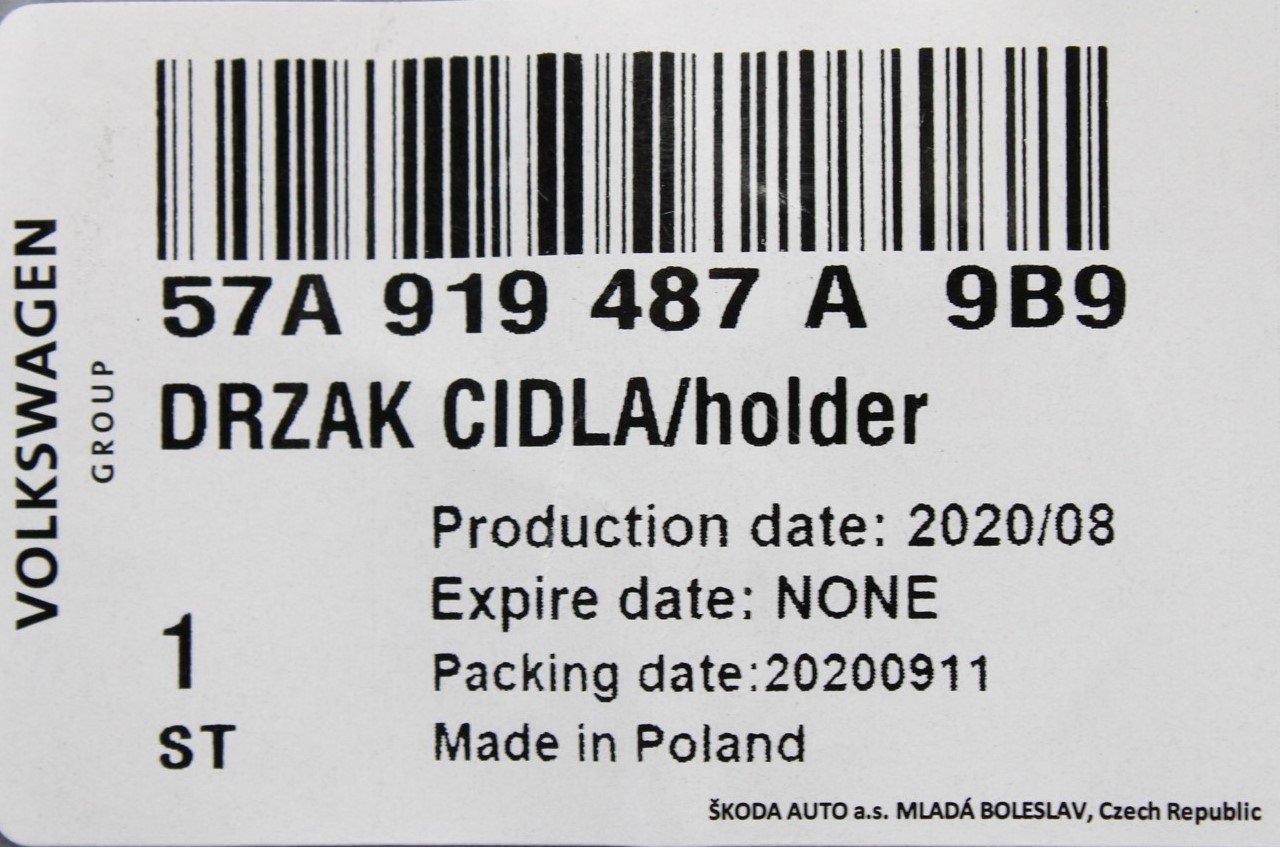 VOLKSWAGEN
GROUP
57A 919 487 A 9B9
DRZAK CIDLA/holder
Production date: 2020/08
Expire date: NONE
Packing date:20200911
Made in Poland
1
ST
ŠKODA AUTO a.s. MLADÁ BOLESLAV, Czech Republic